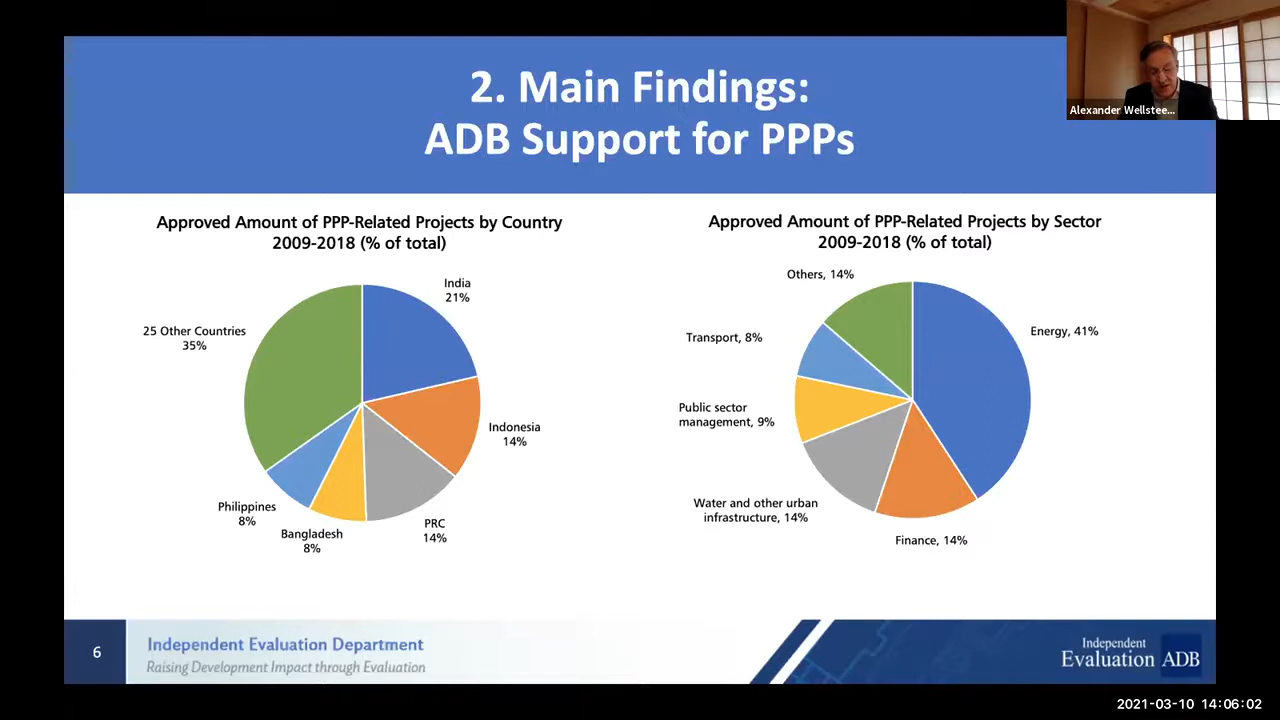 2. Main Findings:
ADB Support for PPPs
Alexander Wellstee...
Approved Amount of PPP-Related Projects by Country
2009-2018 (% of total)
India
21%
Indonesia
14%
PRC
14%
Bangladesh
8%
Philippines
8%
25 Other Countries
35%
Approved Amount of PPP-Related Projects by Sector
2009-2018 (% of total)
Others, 14%
Energy, 41%
Transport, 8%
Public sector
management, 9%
Water and other urban
infrastructure, 14%
Finance, 14%
6
Independent Evaluation Department
Raising Development Impact through Evaluation
Independent
Evaluation ADB
2021-03-10 14:06:02